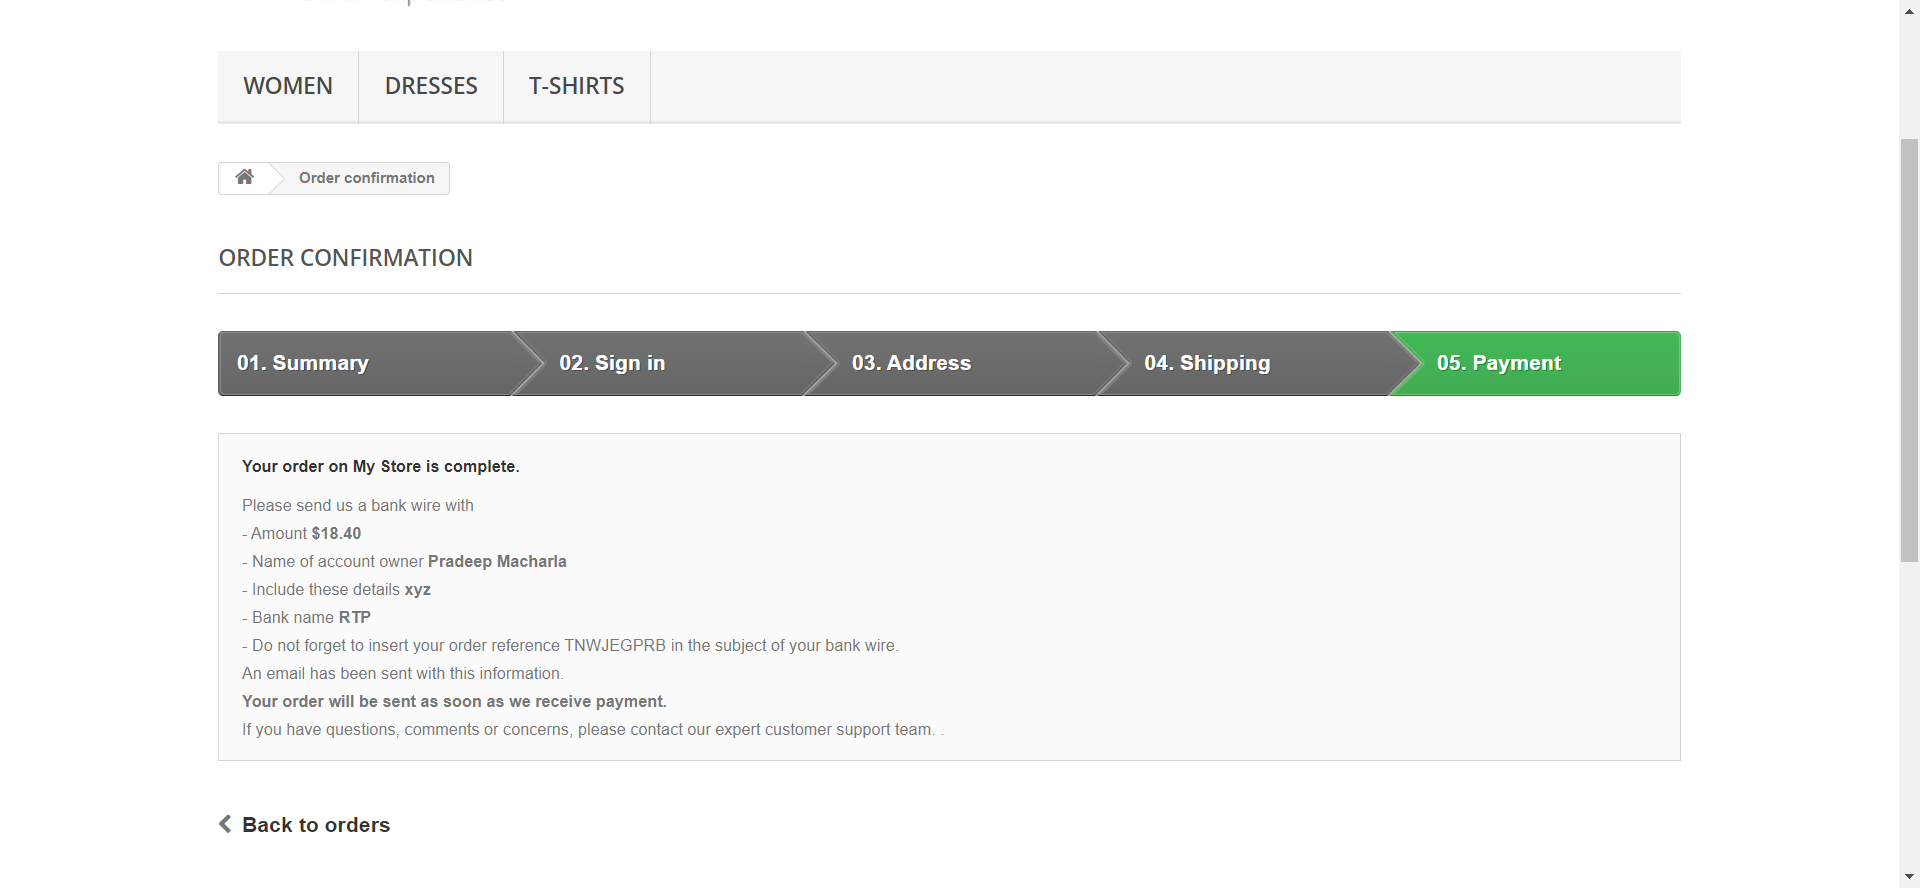 WOMEN DRESSES T-SHIRTS
Order confirmation
ORDER CONFIRMATION
01. Summary 02. Sign in 03. Address 04. Shipping 05. Payment
Your order on My Store is complete.
Please send us a bank wire with
- Amount $18.40
- Name of account owner Pradeep Macharla
- Include these details xyz
- Bank name RTP
- Do not forget to insert your order reference TNWJEGPRB in the subject of your bank wire.
An email has been sent with this information.
Your order will be sent as soon as we receive payment.
If you have questions, comments or concerns, please contact our expert customer support team. .
Back to orders